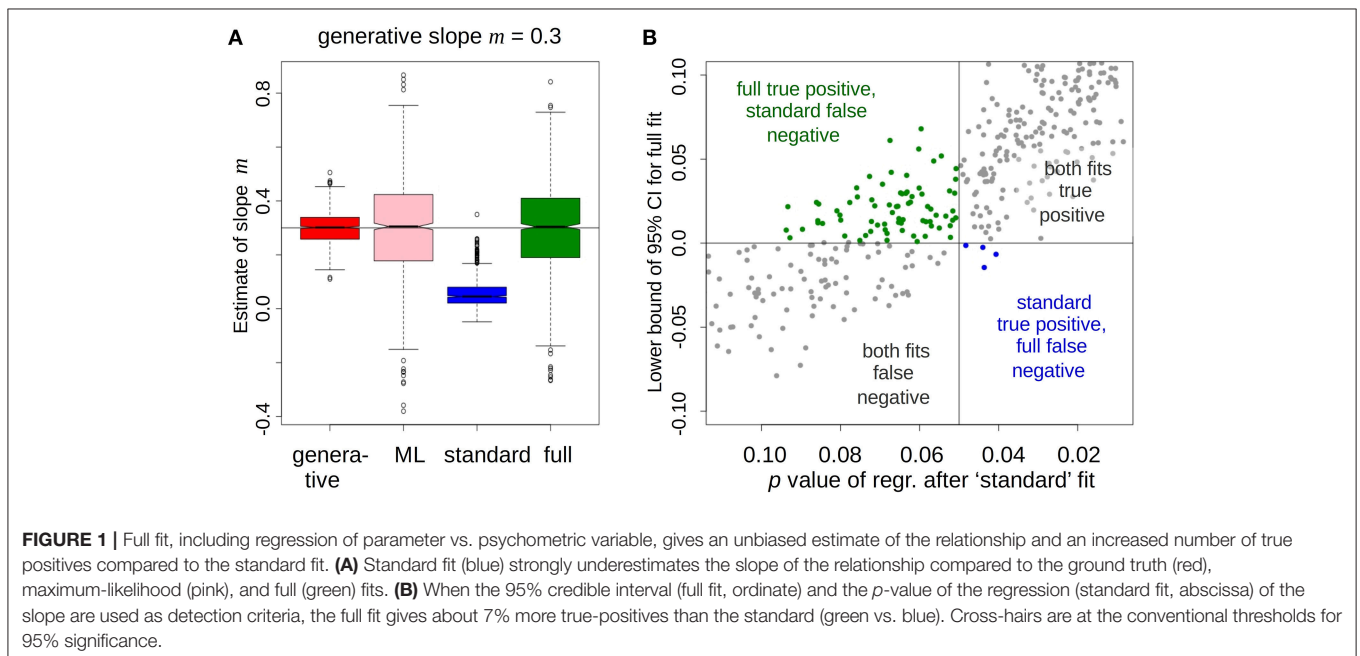 A
generative slope m = 0.3
Estimate of slope m
0.8
0.4
0.0
-0.4
genera-
tive
ML
standard
full
B
Lower bound of 95% CI for full fit
0.10
0.05
0.0
-0.05
-0.10
full true positive,
standard false
negative
both fits
true
positive
standard
true positive,
full false
negative
both fits
false
negative
0.10 0.08 0.06 0.04 0.02
p value of regr. after ‘standard’ fit
FIGURE 1 | Full fit, including regression of parameter vs. psychometric variable, gives an unbiased estimate of the relationship and an increased number of true
positives compared to the standard fit. (A) Standard fit (blue) strongly underestimates the slope of the relationship compared to the ground truth (red),
maximum-likelihood (pink), and full (green) fits. (B) When the 95% credible interval (full fit, ordinate) and the p-value of the regression (standard fit, abscissa) of the
slope are used as detection criteria, the full fit gives about 7% more true-positives than the standard (green vs. blue). Cross-hairs are at the conventional thresholds for
95% significance.